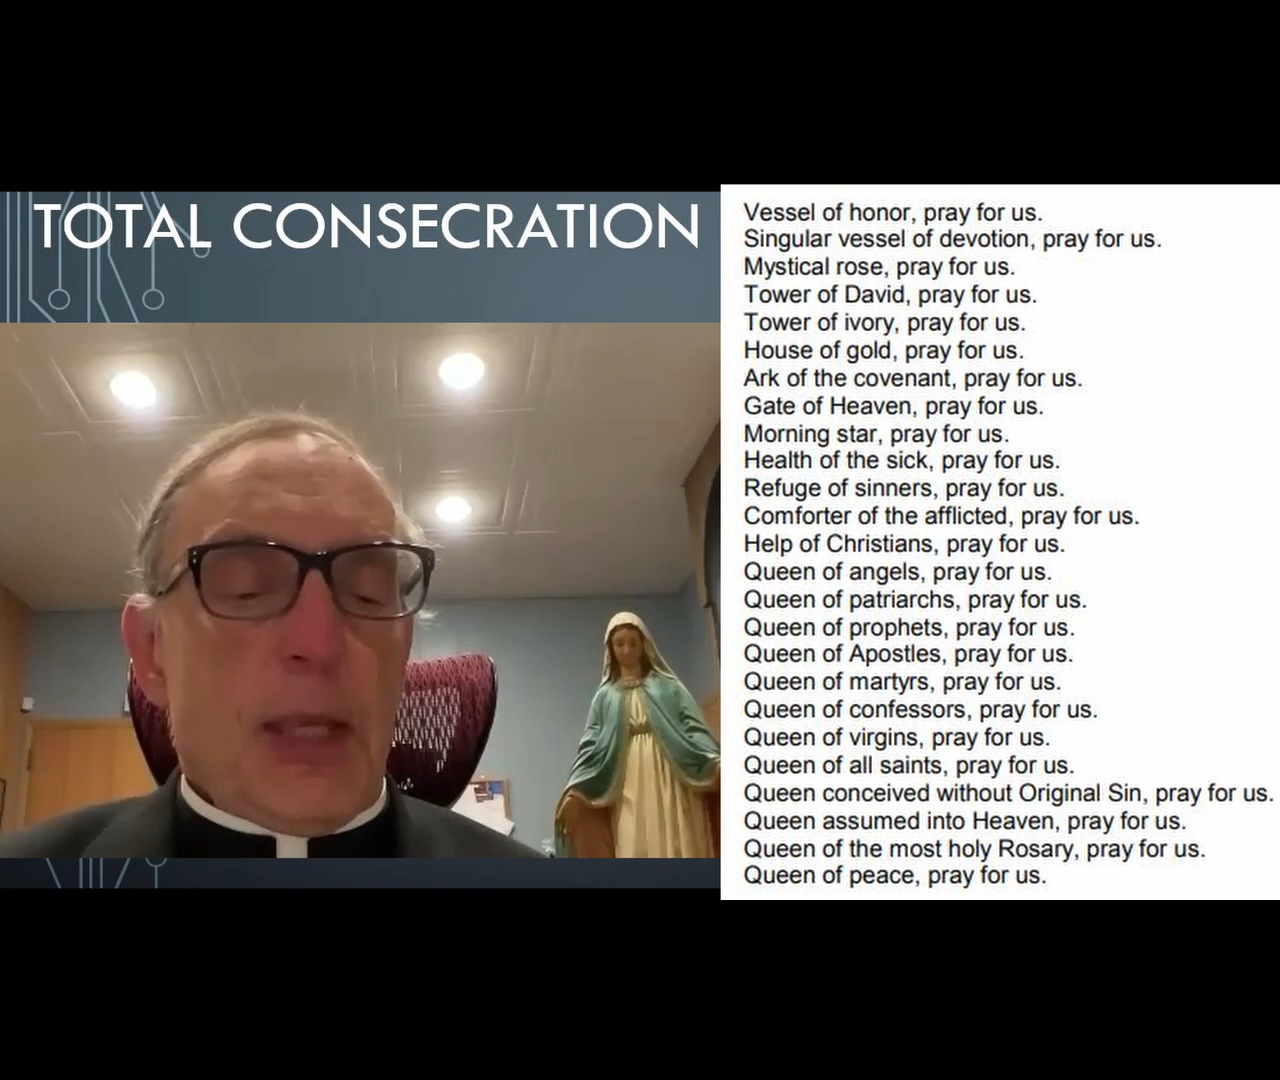 TOTAL CONSECRATION
Vessel of honor, pray for us.
Singular vessel of devotion, pray for us.
Mystical rose, pray for us.
Tower of David, pray for us.
Tower of ivory, pray for us.
House of gold, pray for us.
Ark of the covenant, pray for us.
Gate of Heaven, pray for us.
Morning star, pray for us.
Health of the sick, pray for us.
Refuge of sinners, pray for us.
Comforter of the afflicted, pray for us.
Help of Christians, pray for us.
Queen of angels, pray for us.
Queen of patriarchs, pray for us.
Queen of prophets, pray for us.
Queen of Apostles, pray for us.
Queen of martyrs, pray for us.
Queen of confessors, pray for us.
Queen of virgins, pray for us.
Queen of all saints, pray for us.
Queen conceived without Original Sin, pray for us.
Queen assumed into Heaven, pray for us.
Queen of the most holy Rosary, pray for us.
Queen of peace, pray for us.